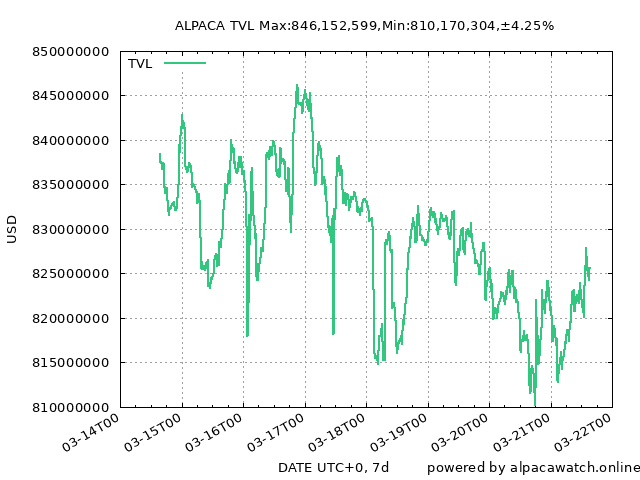 ALPACA TVL Max:846,152,599,Min:810,170,304,±4.25%
TVL
850000000
845000000
840000000
835000000
830000000
825000000
820000000
815000000
810000000
USD
03-14T00
03-15T00
03-16T00
03-17T00
03-18T00
03-19T00
03-20T00
03-21T00
03-22T00
DATE UTC+0, 7d
powered by alpacawatch.online